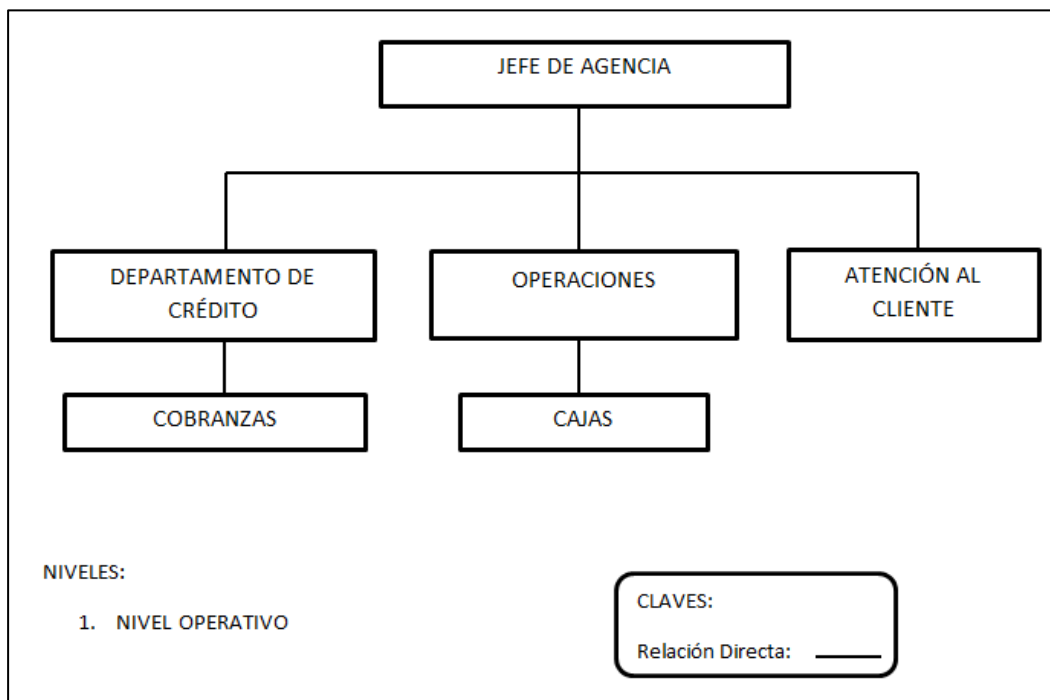 JEFE DE AGENCIA
DEPARTAMENTO DE
CRÉDITO
OPERACIONES
ATENCIÓN AL
CLIENTE
COBRANZAS
CAJAS
NIVELES:
1. NIVEL OPERATIVO
CLAVES:
Relación Directa: